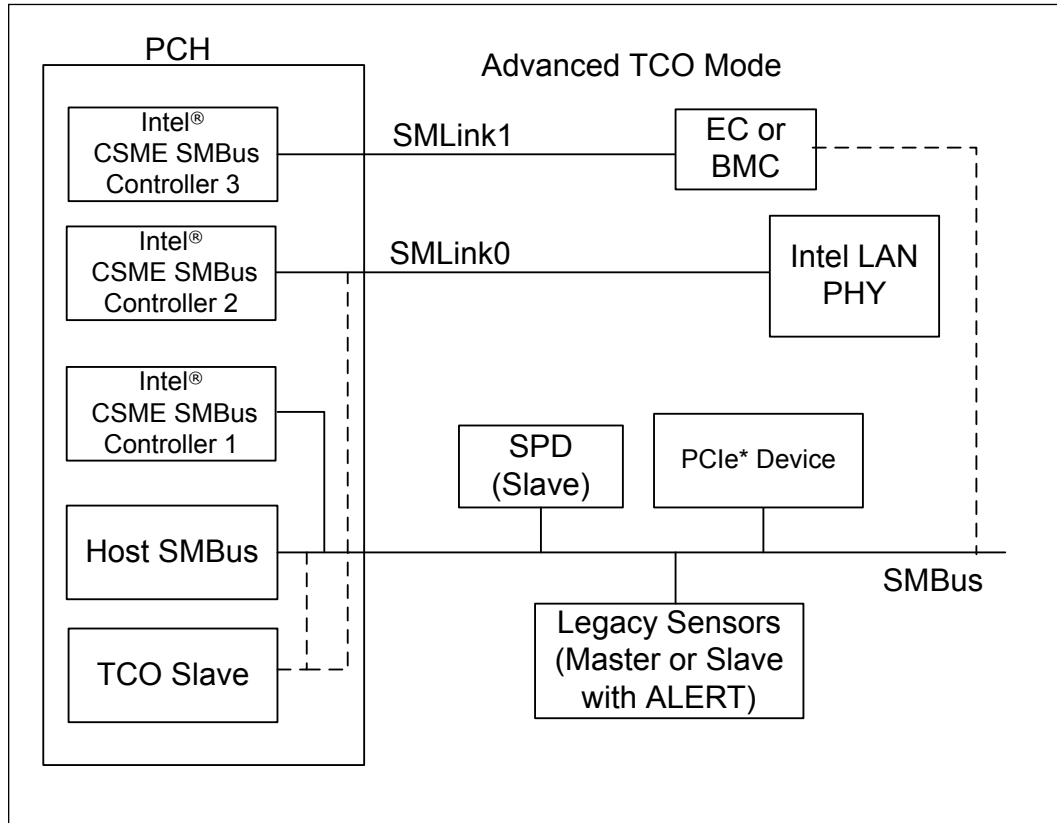 PCH
Advanced TCO Mode
Intel®
CSME SMBus
Controller 3
SMLink1
EC or
BMC
Intel®
CSME SMBus
Controller 2
SMLink0
Intel LAN
PHY
Intel®
CSME SMBus
Controller 1
SPD
(Slave)
PCIe* Device
Host SMBus
SMBus
Legacy Sensors
(Master or Slave
with ALERT)
TCO Slave